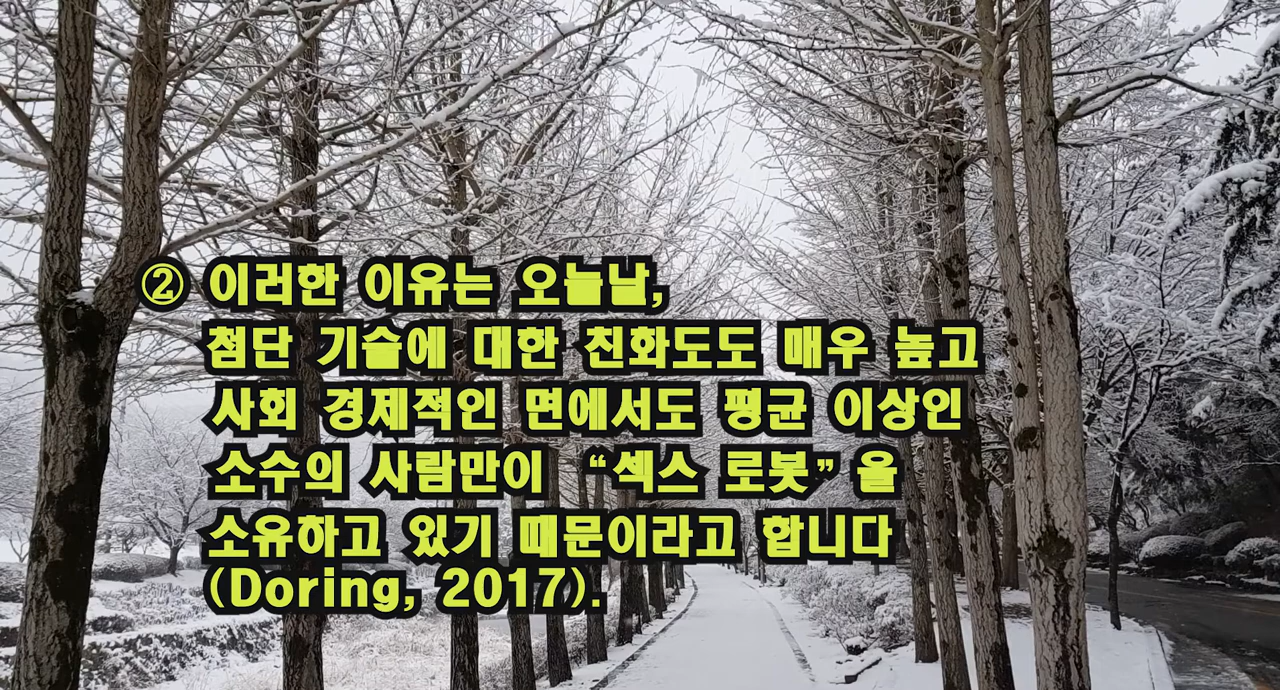 ② 이러한 이유는 오늘날,
첨단 기술에 대한 친화도도 매우 높고
사회 경제적인 면에서도 평균 이상인
소수의 사람만이 “섹스 로봇”을
소유하고 있기 때문이라고 합니다
(Doring, 2017).